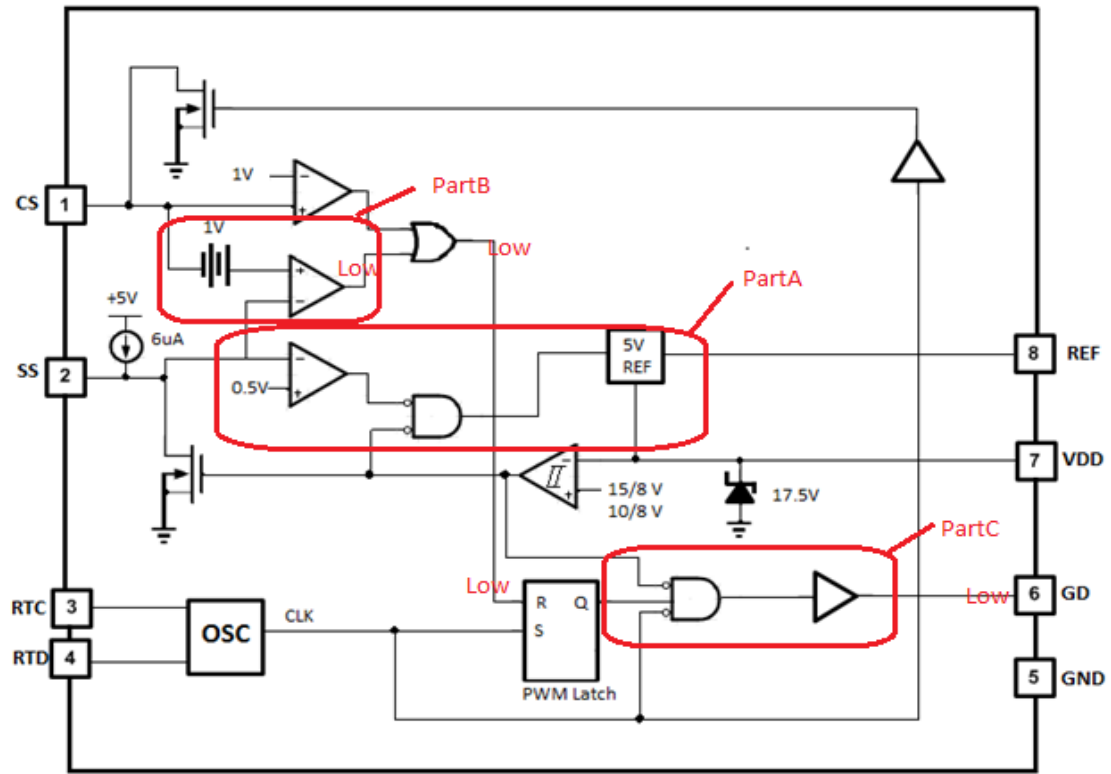 1V
PartB
CS 1
1V
Low
Low
PartA
+5V
6uA
5V
REF
8 REF
SS 2
0.5V
7 VDD
15/8 V
10/8 V
17.5V
PartC
Low
Low
6 GD
RTC 3
R Q
S
OSC
CLK
RTD 4
5 GND
PWM Latch